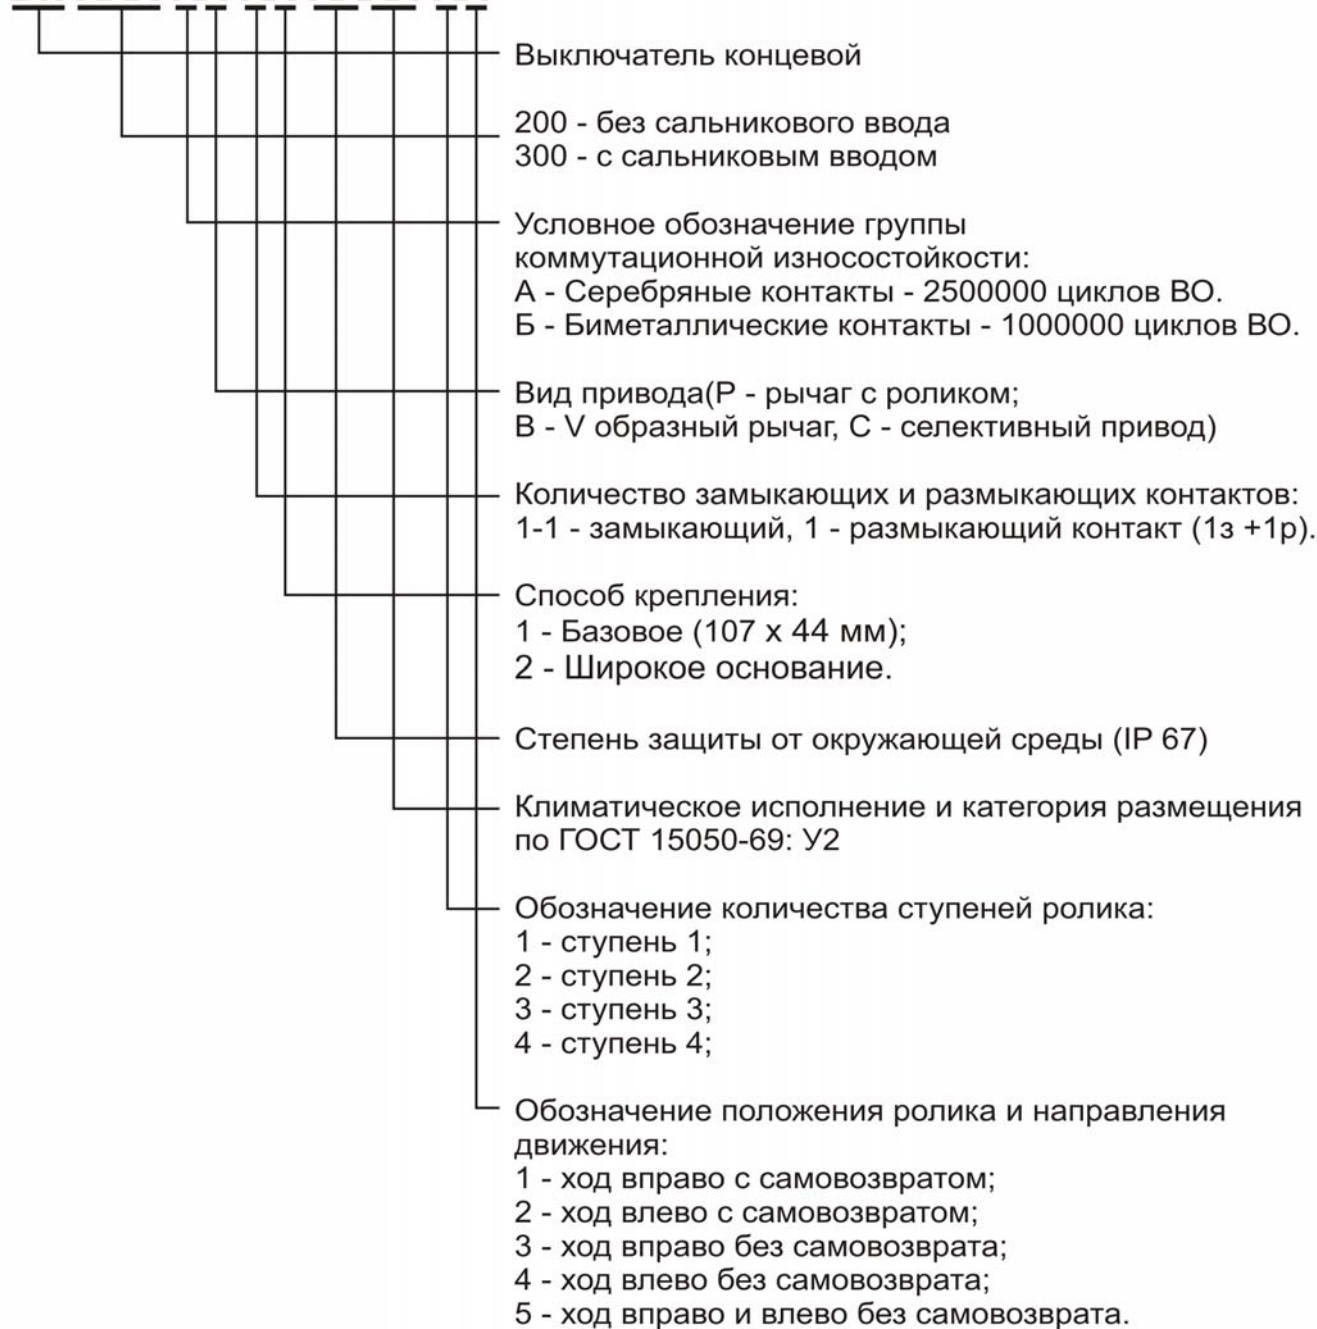 Выключатель концевой
200 - без сальникового ввода
300 - с сальниковым вводом
Условное обозначение группы
коммутационной износостойкости:
А - Серебряные контакты - 2500000 циклов ВО.
Б - Биметаллические контакты - 1000000 циклов ВО.
Вид привода(Р - рычаг с роликом;
В - V образный рычаг, С - селективный привод)
Количество замыкающих и размыкающих контактов:
1-1 - замыкающий, 1 - размыкающий контакт (1з +1р).
Способ крепления:
1 - Базовое (107 х 44 мм);
2 - Широкое основание.
Степень защиты от окружающей среды (IP 67)
Климатическое исполнение и категория размещения
по ГОСТ 15050-69: У2
Обозначение количества ступеней ролика:
1 - ступень 1;
2 - ступень 2;
3 - ступень 3;
4 - ступень 4;
Обозначение положения ролика и направления
движения:
1 - ход вправо с самовозвратом;
2 - ход влево с самовозвратом;
3 - ход вправо без самовозврата;
4 - ход влево без самовозврата;
5 - ход вправо и влево без самовозврата.